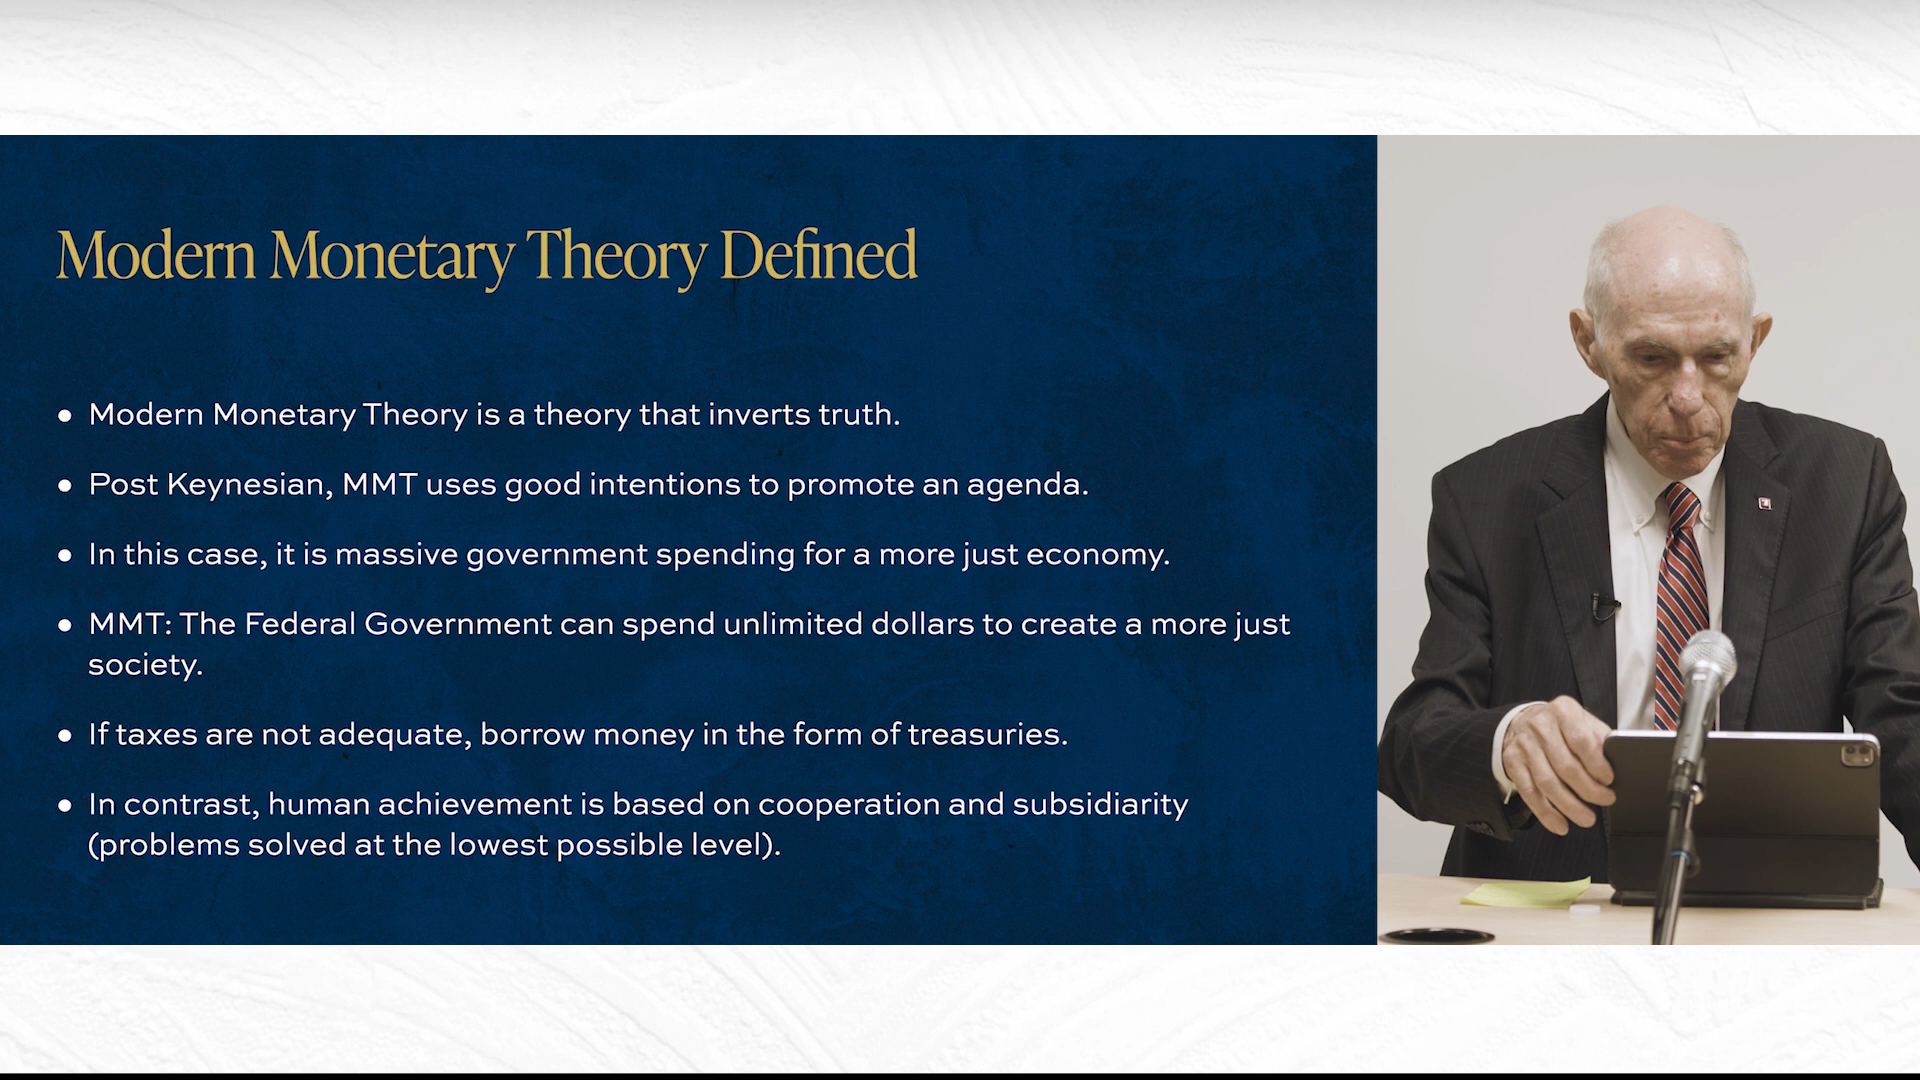 Modern Monetary Theory Defined
● Modern Monetary Theory is a theory that inverts truth.
● Post Keynesian, MMT uses good intentions to promote an agenda.
● In this case, it is massive government spending for a more just economy.
● MMT: The Federal Government can spend unlimited dollars to create a more just
society.
● If taxes are not adequate, borrow money in the form of treasuries.
● In contrast, human achievement is based on cooperation and subsidiarity
(problems solved at the lowest possible level).